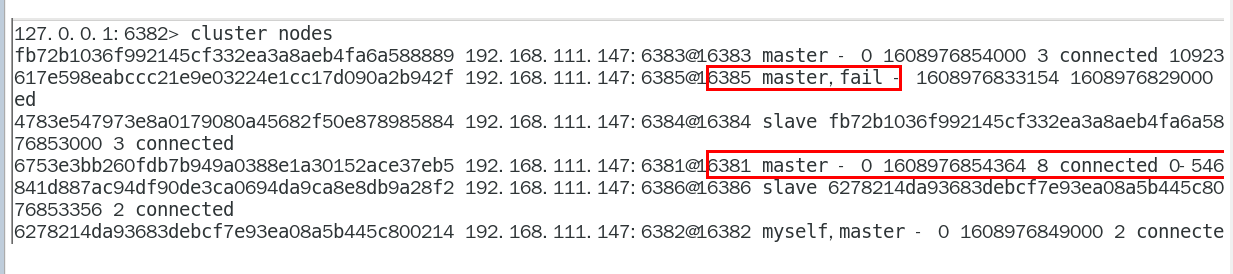 127.0.0.1:6382> cluster nodes
fb72b1036f992145cf332ea3a8aeb4fa6a588889 192.168.111.147:6383@16383 master - 0 1608976854000 3 connected 10923
617e598eabccc21e9e03224e1cc17d090a2b942f 192.168.111.147:6385@16385 master,fail - 1608976833154 1608976829000
ed
4783e547973e8a0179080a45682f50e878985884 192.168.111.147:6384@16384 slave fb72b1036f992145cf332ea3a8aeb4fa6a58
76853000 3 connected
6753e3bb260fdb7b949a0388e1a30152ace37eb5 192.168.111.147:6381@16381 master - 0 1608976854364 8 connected 0-546
841d887ac94df90de3ca0694da9ca8e8db9a28f2 192.168.111.147:6386@16386 slave 6278214da93683debcf7e93ea08a5b445c80
76853356 2 connected
6278214da93683debcf7e93ea08a5b445c800214 192.168.111.147:6382@16382 myself,master - 0 1608976849000 2 connecte